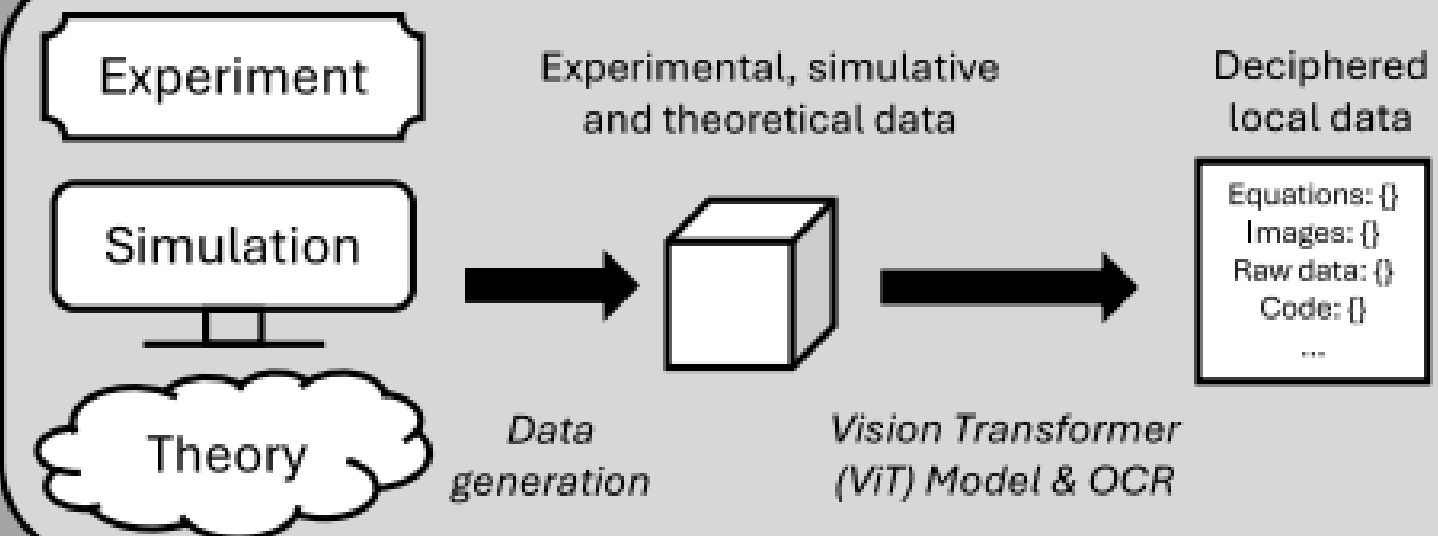 Experiment
Simulation
Theory
Data
generation
Experimental, simulative
and theoretical data
Vision Transformer
(ViT) Model & OCR
Deciphered
local data
Equations: {}
Images: {}
Raw data: {}
Code: {}
...